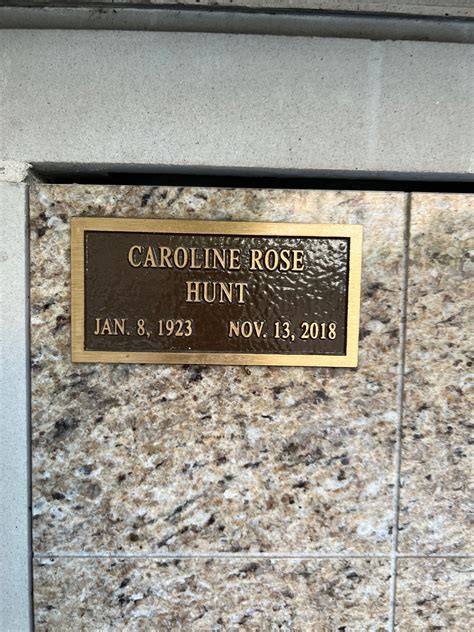 CAROLINE ROSE
HUNT
JAN. 8, 1923 NOV. 13, 2018